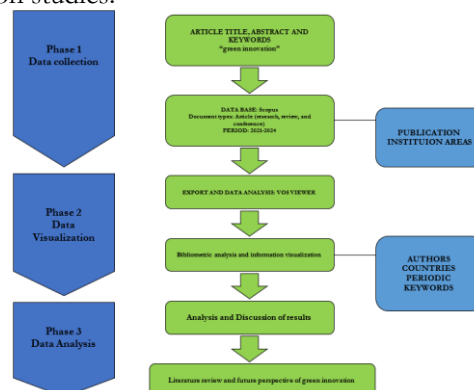 on studies.
Phase 1
Data collection
ARTICLE TITLE, ABSTRACT AND
KEYWORDS
"green innovation"
DATA BASE: Scopus
Document types: Article (research, review, and
conference)
PERIOD: 2021-2024
PUBLICATION
INSTITUION AREAS
Phase 2
Data
Visualization
EXPORT AND DATA ANALYSIS: VOS VIEWER
Bibliometric analysis and information visualization
AUTHORS
COUNTRIES
PERIODIC
KEYWORDS
Phase 3
Data Analysis
Analysis and Discussion of results
Literature review and future perspective of green innovation